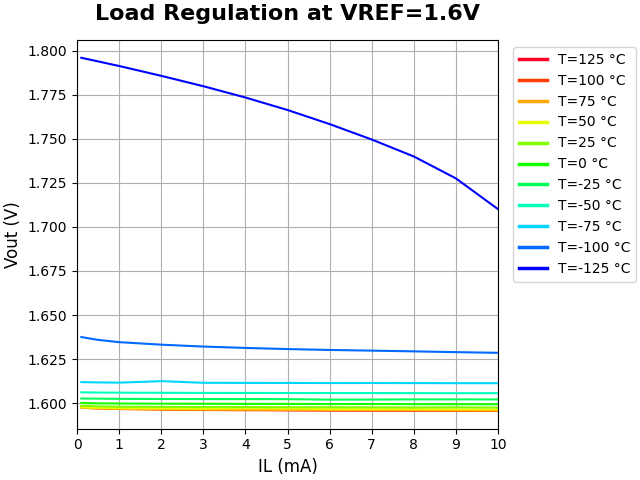 Load Regulation at VREF=1.6V
Vout (V)
1.800
1.775
1.750
1.725
1.700
1.675
1.650
1.625
1.600
0 1 2 3 4 5 6 7 8 9 10
IL (mA)
T=125 °C
T=100 °C
T=75 °C
T=50 °C
T=25 °C
T=0 °C
T=-25 °C
T=-50 °C
T=-75 °C
T=-100 °C
T=-125 °C